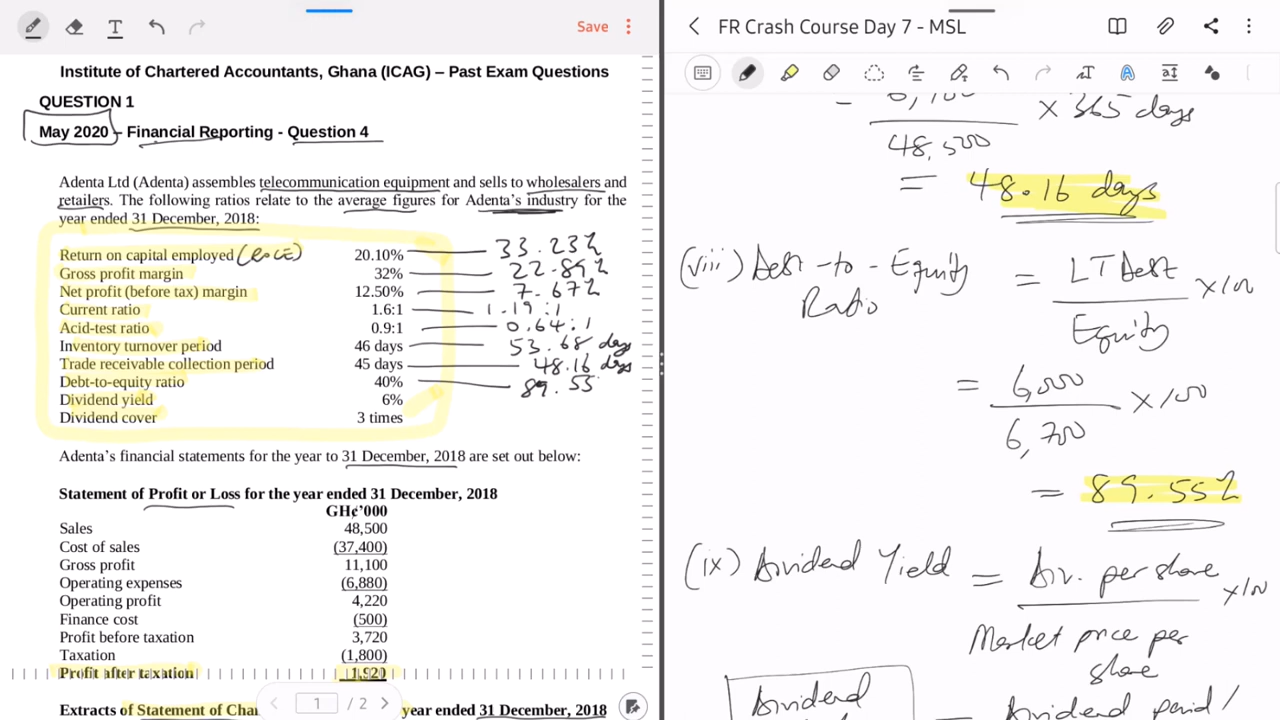 Save
Institute of Chartered Accountants, Ghana (ICAG) – Past Exam Questions
QUESTION 1
May 2020 - Financial Reporting - Question 4
Adenta Ltd (Adenta) assembles telecommunication equipment and sells to wholesalers and
retailers. The following ratios relate to the average figures for Adenta's industry for the
year ended 31 December, 2018:
Return on capital employed (ROCE) 20.10% 33.23%
Gross profit margin 32% 22.89%
Net profit (before tax) margin 12.50% 7.67%
Current ratio 1.6:1 1.19:1
Acid-test ratio 0.9:1 0.64:1
Inventory turnover period 46 days 53.68 days
Trade receivable collection period 45 days 48.16 days
Debt-to-equity ratio 40% 89.55
Dividend yield 6%
Dividend cover 3 times
Adenta's financial statements for the year to 31 December, 2018 are set out below:
Statement of Profit or Loss for the year ended 31 December, 2018
GH¢'000
Sales 48,500
Cost of sales (37,400)
Gross profit 11,100
Operating expenses (6,880)
Operating profit 4,220
Finance cost (500)
Profit before taxation 3,720
Taxation (1,800)
Profit after taxation 1,920
1 / 2
Extracts of Statement of Cha year ended 31 December, 2018
FR Crash Course Day 7 - MSL
× 365 days
48,500
= 48.16 days
(viii) Debt-to-Equity Ratio = LT Debt × 100
Equity
= 6,000 × 100
6,700
= 89.55%
(ix) Dividend Yield = Div. per share × 100
Market price per
share
Dividend
= Dividend paid /